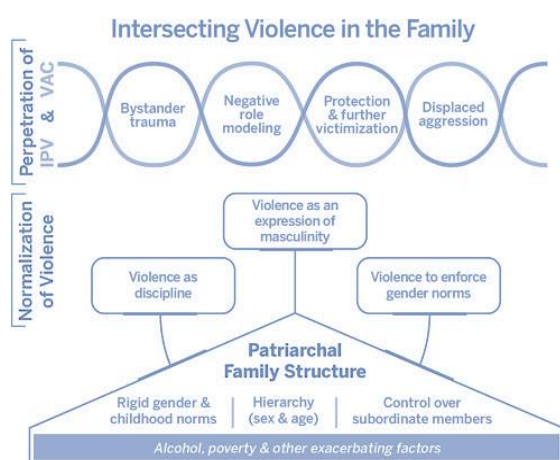 Intersecting Violence in the Family
Perpetration of
IPV & VAC
Bystander
trauma
Negative
role
modeling
Protection
& further
victimization
Displaced
aggression
Normalization
of Violence
Violence as an
expression of
masculinity
Violence as
discipline
Violence to enforce
gender norms
Patriarchal
Family Structure
Rigid gender &
childhood norms
Hierarchy
(sex & age)
Control over
subordinate members
Alcohol, poverty & other exacerbating factors